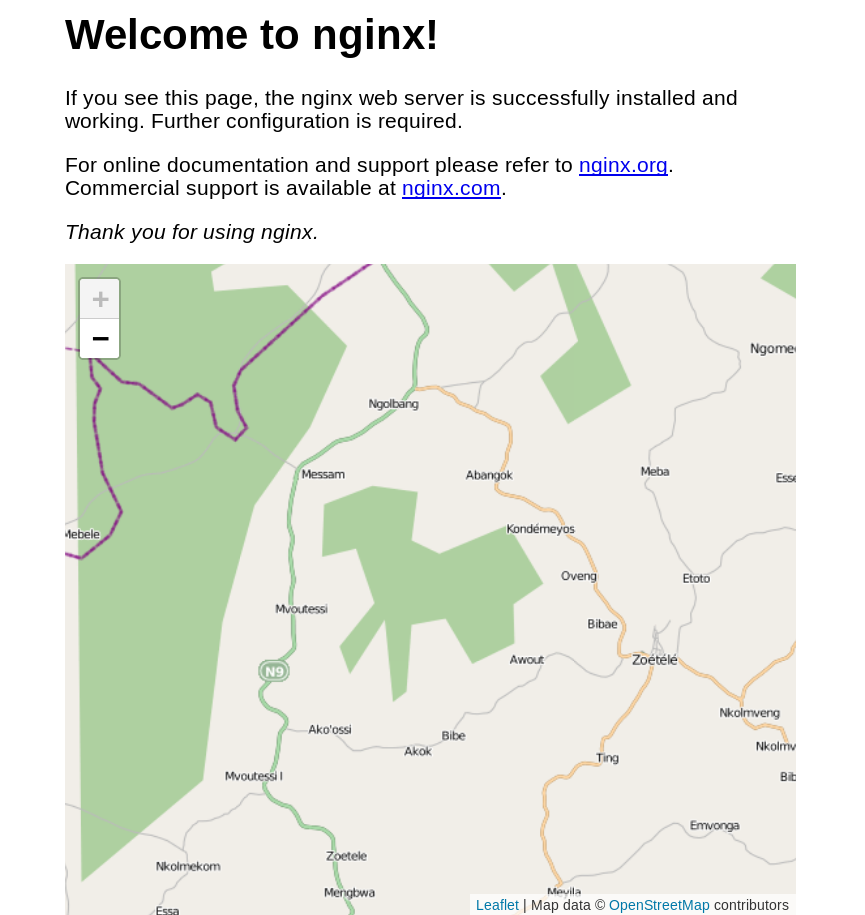 Welcome to nginx!
If you see this page, the nginx web server is successfully installed and
working. Further configuration is required.
For online documentation and support please refer to nginx.org.
Commercial support is available at nginx.com.
Thank you for using nginx.
+
−
Ngome
Ngolbang
Messam
Abangok
Meba
Esse
Mebele
Kondémeyos
Oveng
Etoto
Mvoutessi
Bibae
Awout
Zoétélé
N9
Nkolmveng
Ako'ossi
Bibe
Akok
Nkolmv
Ting
Mvoutessi I
Bib
Emvonga
Zoetele
Nkolmekom
Mengbwa
Meyila
Essa
Leaflet | Map data © OpenStreetMap contributors